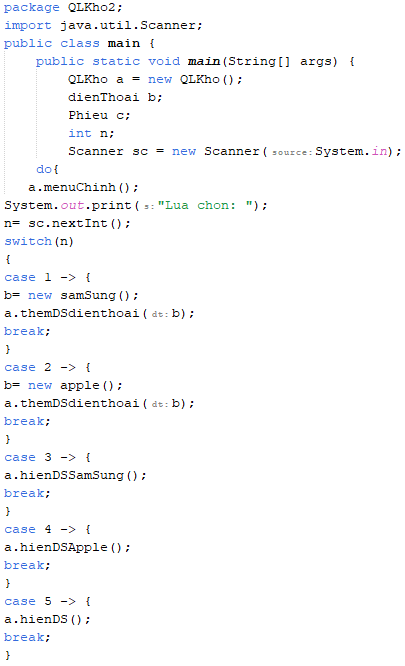 package QLKho2;
import java.util.Scanner;
public class main {
    public static void main(String[] args) {
        QLKho a = new QLKho();
        dienThoai b;
        Phieu c;
        int n;
        Scanner sc = new Scanner(source:System.in);
    do{
   a.menuChinh();
System.out.print(s:"Lua chon: ");
n= sc.nextInt();
switch(n)
{
case 1 -> {
b= new samSung();
a.themDSdienthoai(dt:b);
break;
}
case 2 -> {
b= new apple();
a.themDSdienthoai(dt:b);
break;
}
case 3 -> {
a.hienDSSamSung();
break;
}
case 4 -> {
a.hienDSApple();
break;
}
case 5 -> {
a.hienDS();
break;
}